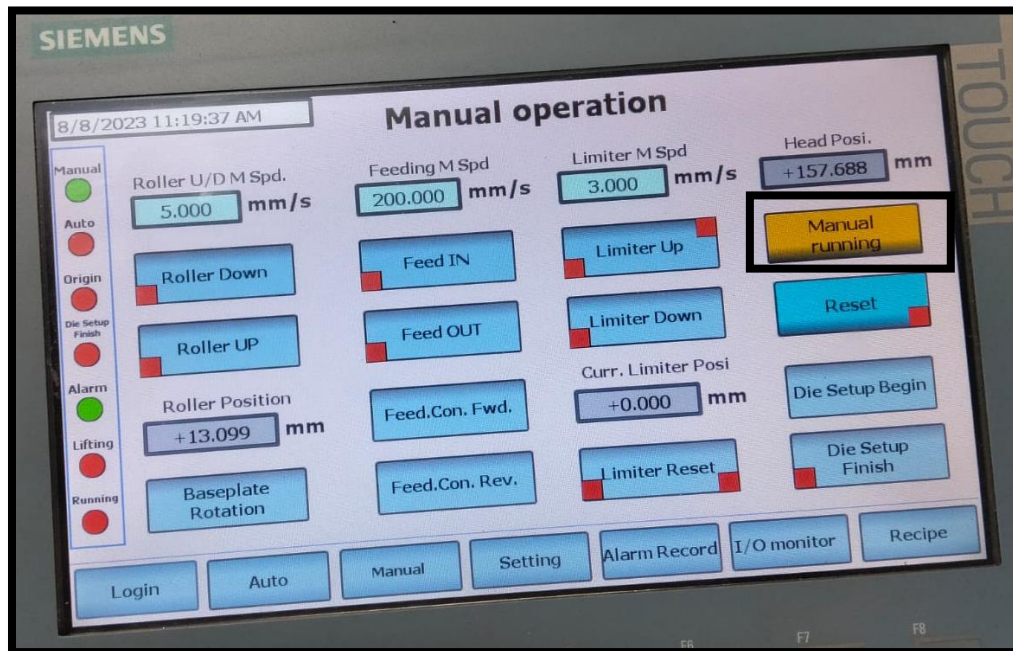 SIEMENS
TOUCH
8/8/2023 11:19:37 AM
Manual operation
Manual
Auto
Origin
Die Setup
Finish
Alarm
Lifting
Running
Roller U/D M Spd.
5.000 mm/s
Feeding M Spd
200.000 mm/s
Limiter M Spd
3.000 mm/s
Head Posi.
+157.688 mm
Roller Down
Feed IN
Limiter Up
Manual
running
Roller UP
Feed OUT
Limiter Down
Reset
Roller Position
+13.099 mm
Feed.Con. Fwd.
Curr. Limiter Posi
+0.000 mm
Die Setup Begin
Baseplate
Rotation
Feed.Con. Rev.
Limiter Reset
Die Setup
Finish
Login
Auto
Manual
Setting
Alarm Record
I/O monitor
Recipe
F6
F7
F8